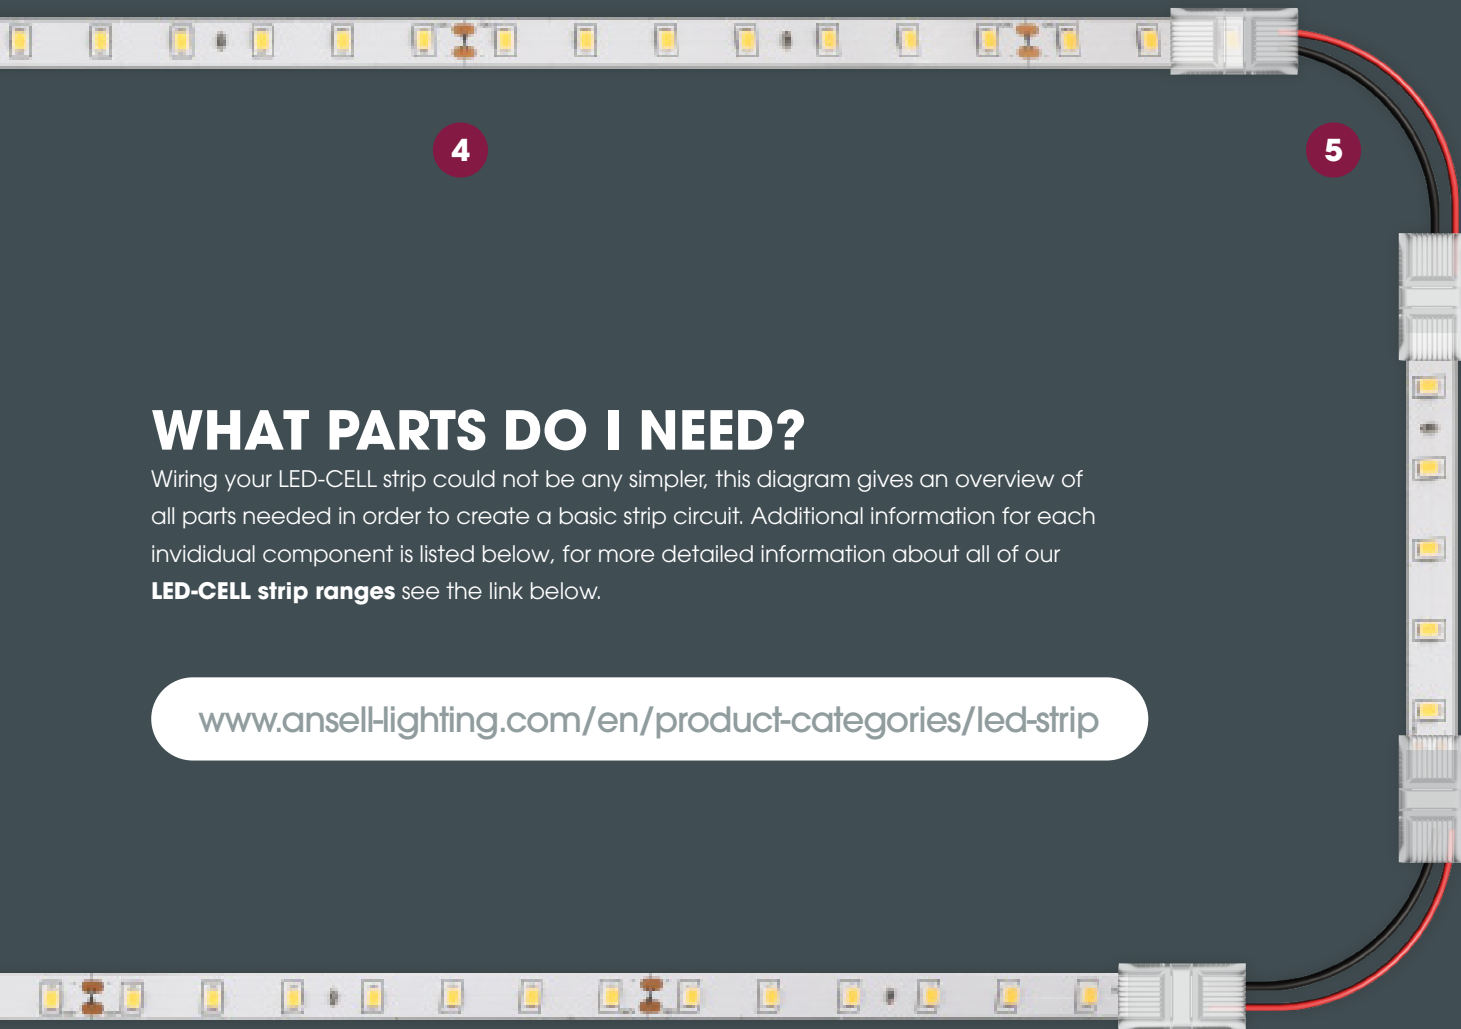 4
5
WHAT PARTS DO I NEED?
Wiring your LED-CELL strip could not be any simpler, this diagram gives an overview of
all parts needed in order to create a basic strip circuit. Additional information for each
invididual component is listed below, for more detailed information about all of our
LED-CELL strip ranges see the link below.
www.ansell-lighting.com/en/product-categories/led-strip